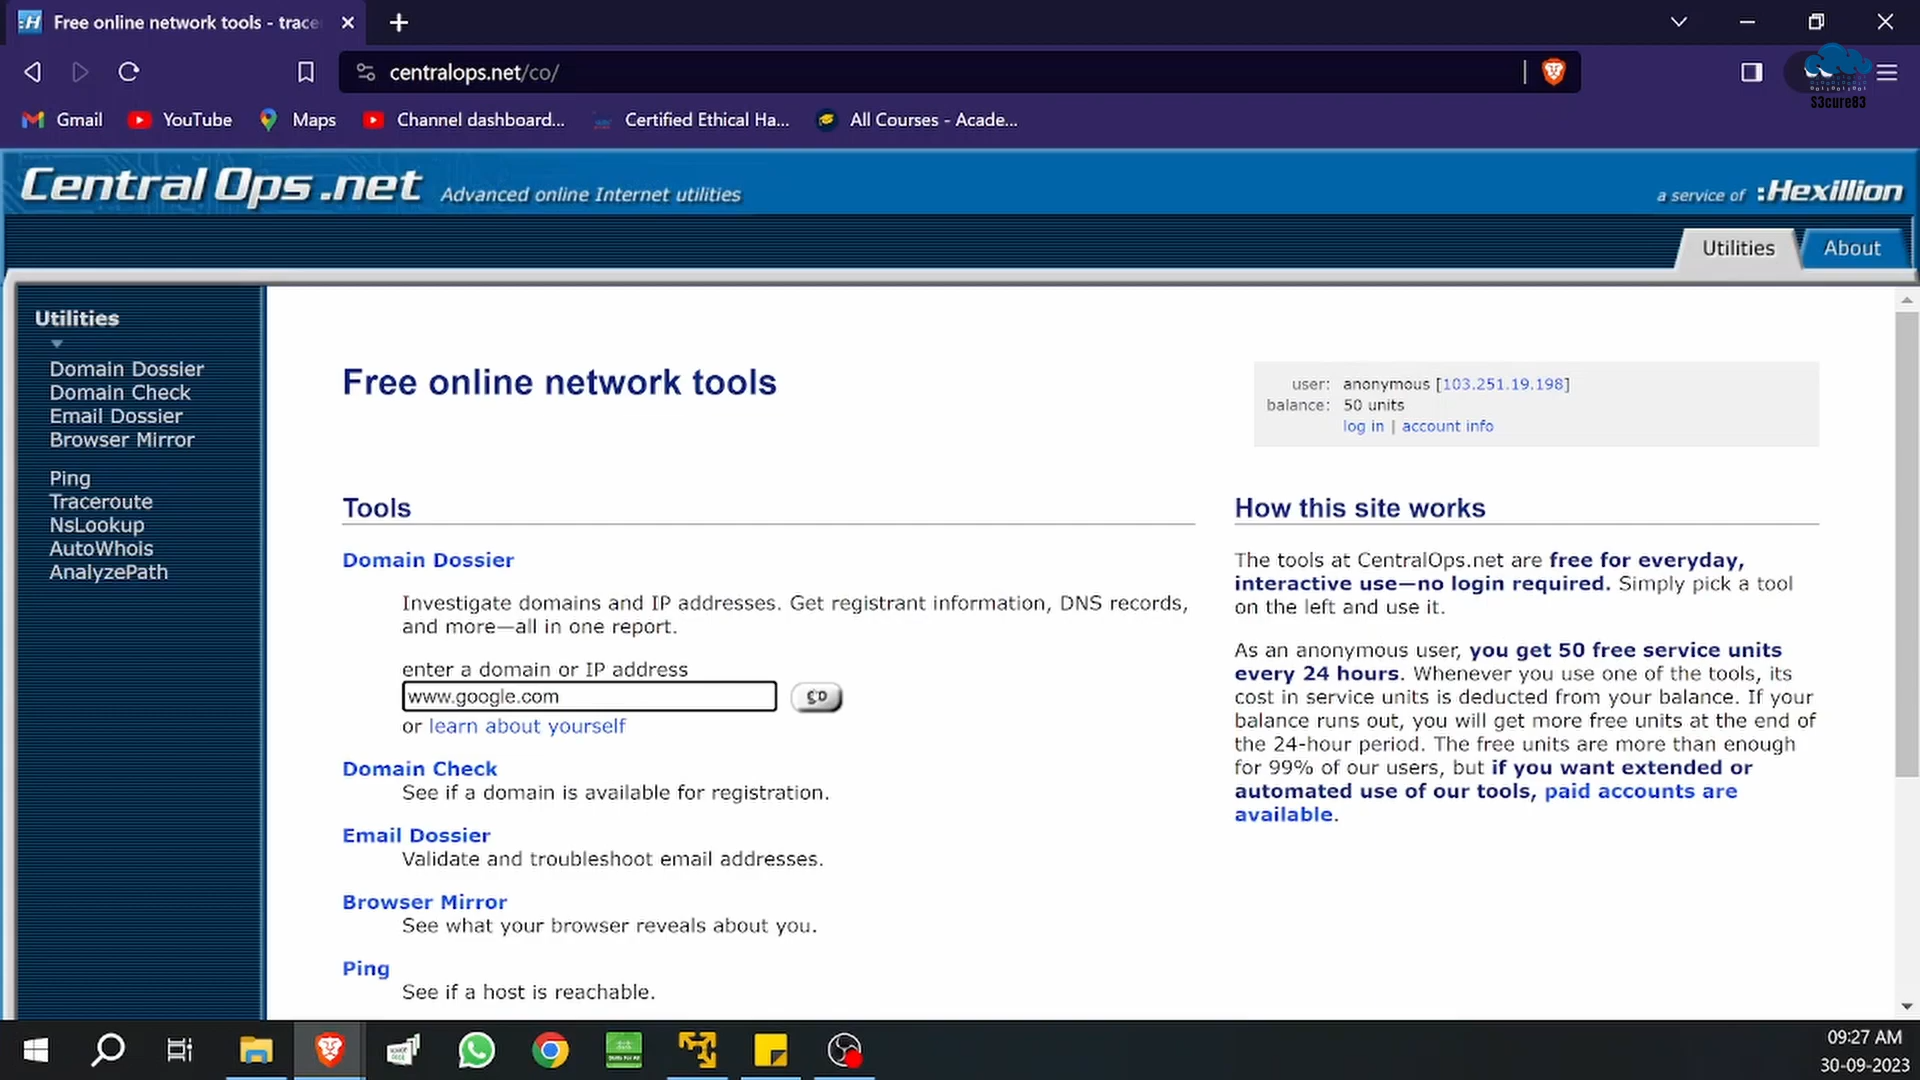 Free online network tools - trace
centralops.net/co/
S3cure83
Gmail
YouTube
Maps
Channel dashboard...
Certified Ethical Ha...
All Courses - Acade...
Central Ops .net
Advanced online Internet utilities
a service of :Hexillion
Utilities
About
Utilities
Domain Dossier
Domain Check
Email Dossier
Browser Mirror
Ping
Traceroute
NsLookup
AutoWhois
AnalyzePath
Free online network tools
user: anonymous [103.251.19.198]
balance: 50 units
log in | account info
Tools
Domain Dossier
Investigate domains and IP addresses. Get registrant information, DNS records,
and more—all in one report.
enter a domain or IP address
www.google.com
go
or learn about yourself
Domain Check
See if a domain is available for registration.
Email Dossier
Validate and troubleshoot email addresses.
Browser Mirror
See what your browser reveals about you.
Ping
See if a host is reachable.
How this site works
The tools at CentralOps.net are free for everyday,
interactive use—no login required. Simply pick a tool
on the left and use it.
As an anonymous user, you get 50 free service units
every 24 hours. Whenever you use one of the tools, its
cost in service units is deducted from your balance. If your
balance runs out, you will get more free units at the end of
the 24-hour period. The free units are more than enough
for 99% of our users, but if you want extended or
automated use of our tools, paid accounts are
available.
09:27 AM
30-09-2023